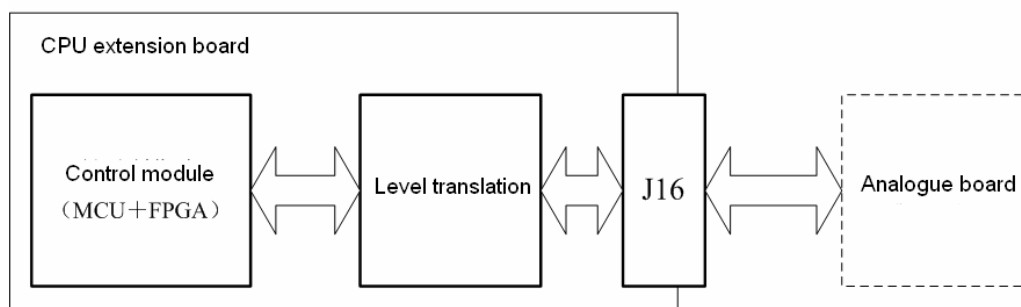 CPU extension board
Control module
（MCU＋FPGA）
Level translation
J16
Analogue board